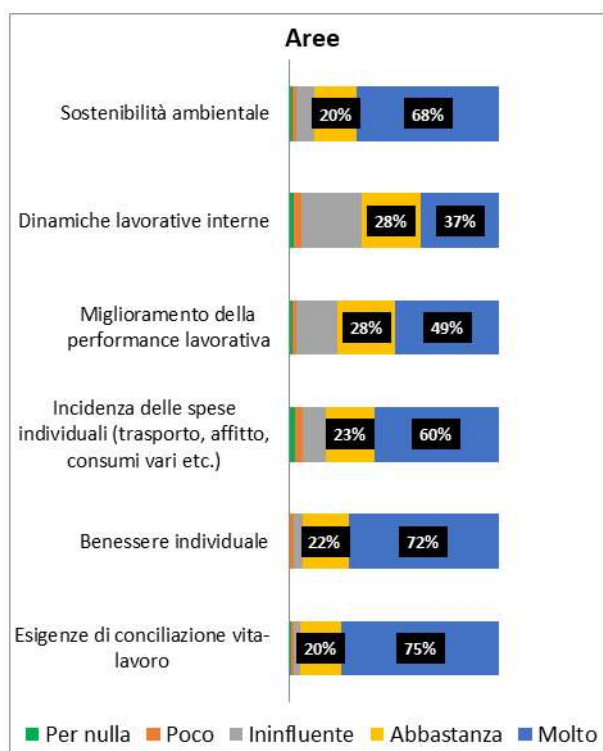 Aree
Sostenibilità ambientale
20% 68%
Dinamiche lavorative interne
28% 37%
Miglioramento della
performance lavorativa
28% 49%
Incidenza delle spese
individuali (trasporto, affitto,
consumi vari etc.)
23% 60%
Benessere individuale
22% 72%
Esigenze di conciliazione vita-
lavoro
20% 75%
Per nulla Poco Ininfluente Abbastanza Molto